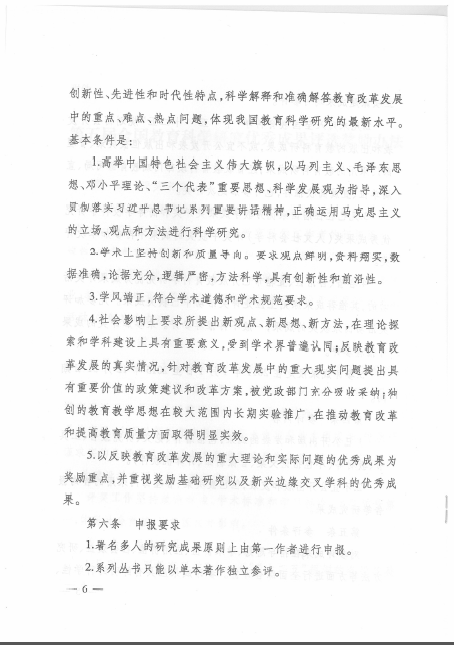 创新性、先进性和时代性特点，科学解释和准确解答教育改革发展
中的重点、难点、热点问题，体现我国教育科学研究的最新水平。
基本条件是：
1.高举中国特色社会主义伟大旗帜，以马列主义、毛泽东思
想、邓小平理论、“三个代表”重要思想、科学发展观为指导，深入
贯彻落实习近平总书记系列重要讲话精神，正确运用马克思主义
的立场、观点和方法进行科学研究。
2.学术上坚持创新和质量导向。要求观点鲜明，资料翔实，数
据准确，论据充分，逻辑严密，方法科学，具有创新性和前沿性。
3.学风端正，符合学术道德和学术规范要求。
4.社会影响上要求所提出新观点、新思想、新方法，在理论探
索和学科建设上具有重要意义，受到学术界普遍认同；反映教育改
革发展的真实情况，针对教育改革发展中的重大现实问题提出具
有重要价值的政策建议和改革方案，被党政部门充分吸收采纳；独
创的教育教学思想在较大范围内长期实验推广，在推动教育改革
和提高教育质量方面取得明显实效。
5.以反映教育改革发展的重大理论和实际问题的优秀成果为
奖励重点，并重视奖励基础研究以及新兴边缘交叉学科的优秀成
果。
第六条 申报要求
1.署名多人的研究成果原则上由第一作者进行申报。
2.系列丛书只能以单本著作独立参评。
— 6 —